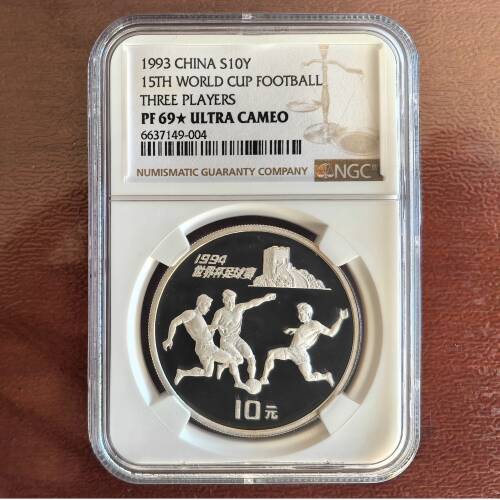 1993 CHINA S10Y
15TH WORLD CUP FOOTBALL
THREE PLAYERS
PF 69★ ULTRA CAMEO
6637149-004
NUMISMATIC GUARANTY COMPANY
NGC®
1994
世界杯足球赛
10元